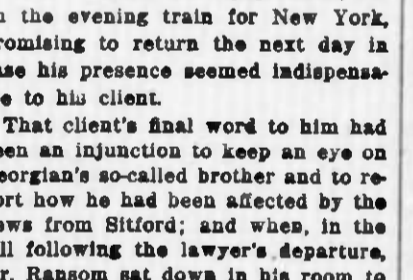 n the evening train for New York,
romising to return the next day in
se his presence seemed indispensa-
e to his client.
That client's final word to him had
een an injunction to keep an eye on
eorgian's so-called brother and to re-
ort how he had been affected by the
ews from Sitford; and when, in the
ll following the lawyer's departure,
r. Ransom sat down in his room to